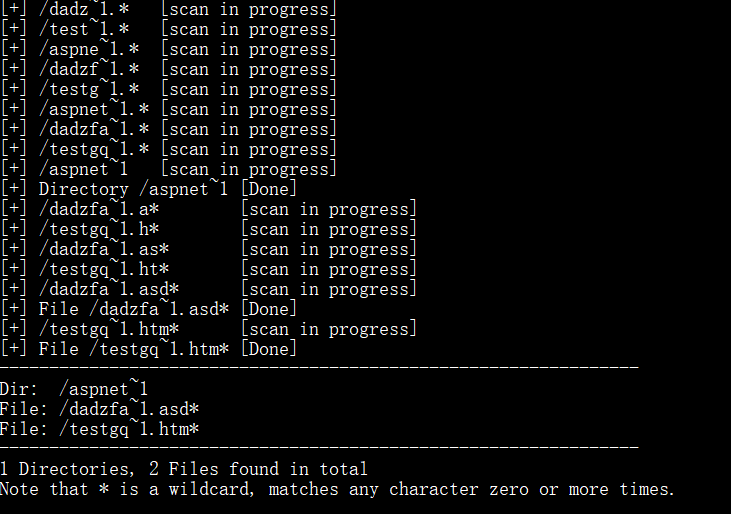 [+] /dadz~1.*   [scan in progress]
[+] /test~1.*   [scan in progress]
[+] /aspne~1.*  [scan in progress]
[+] /dadzf~1.*  [scan in progress]
[+] /testg~1.*  [scan in progress]
[+] /aspnet~1.* [scan in progress]
[+] /dadzfa~1.* [scan in progress]
[+] /testgq~1.* [scan in progress]
[+] /aspnet~1   [scan in progress]
[+] Directory /aspnet~1 [Done]
[+] /dadzfa~1.a*        [scan in progress]
[+] /testgq~1.h*        [scan in progress]
[+] /dadzfa~1.as*       [scan in progress]
[+] /testgq~1.ht*       [scan in progress]
[+] /dadzfa~1.asd*      [scan in progress]
[+] File /dadzfa~1.asd* [Done]
[+] /testgq~1.htm*      [scan in progress]
[+] File /testgq~1.htm* [Done]
----------------------------------------------------------------
Dir:  /aspnet~1
File: /dadzfa~1.asd*
File: /testgq~1.htm*
----------------------------------------------------------------
1 Directories, 2 Files found in total
Note that * is a wildcard, matches any character zero or more times.